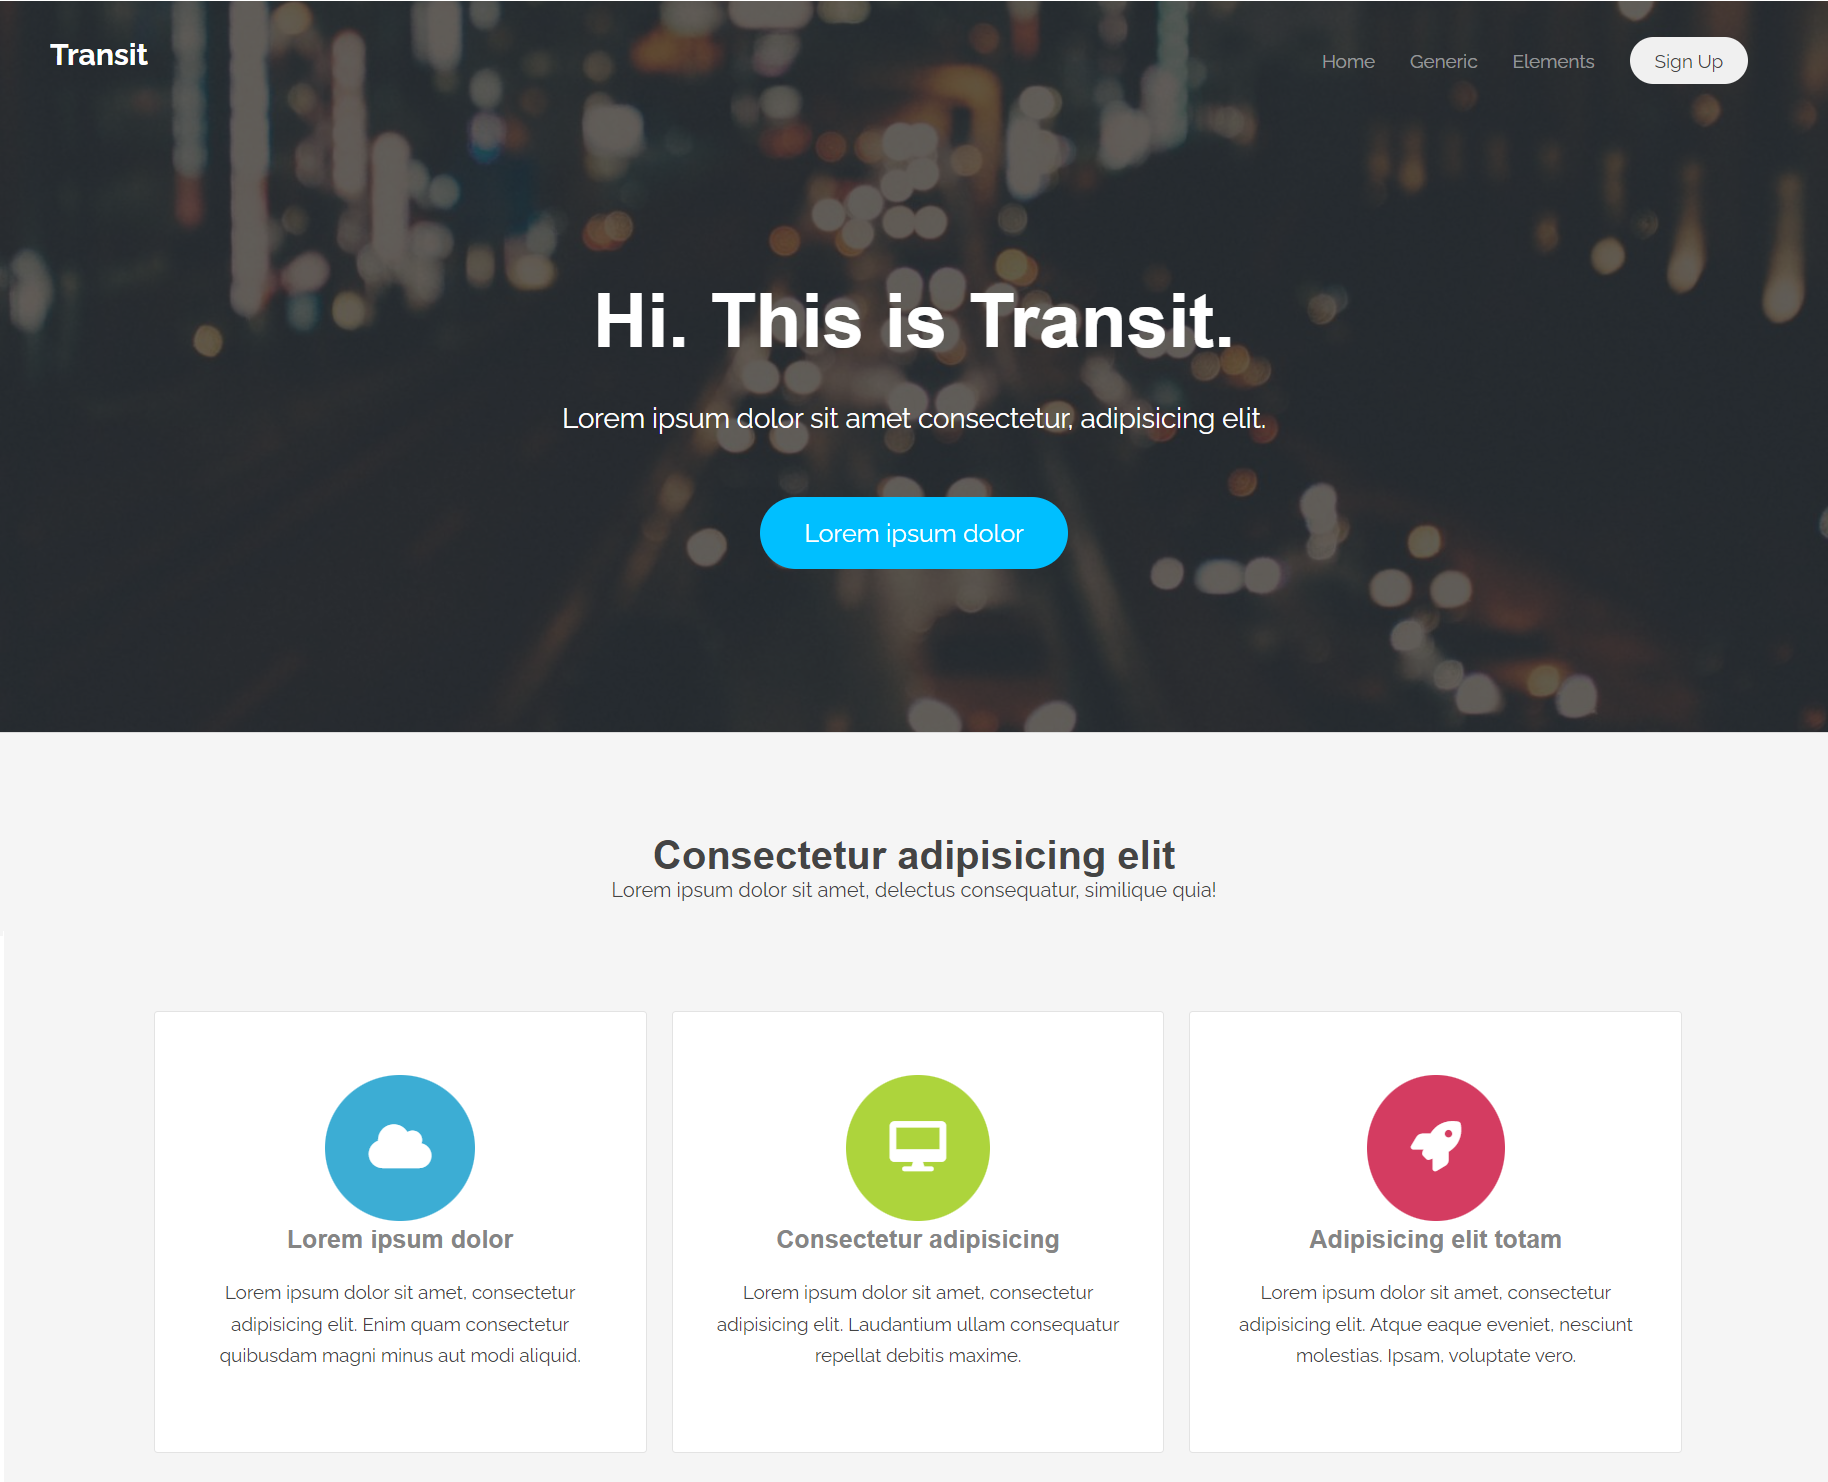 Transit
Home
Generic
Elements
Sign Up
Hi. This is Transit.
Lorem ipsum dolor sit amet consectetur, adipisicing elit.
Lorem ipsum dolor
Consectetur adipisicing elit
Lorem ipsum dolor sit amet, delectus consequatur, similique quia!
Lorem ipsum dolor
Lorem ipsum dolor sit amet, consectetur
adipisicing elit. Enim quam consectetur
quibusdam magni minus aut modi aliquid.
Consectetur adipisicing
Lorem ipsum dolor sit amet, consectetur
adipisicing elit. Laudantium ullam consequatur
repellat debitis maxime.
Adipisicing elit totam
Lorem ipsum dolor sit amet, consectetur
adipisicing elit. Atque eaque eveniet, nesciunt
molestias. Ipsam, voluptate vero.